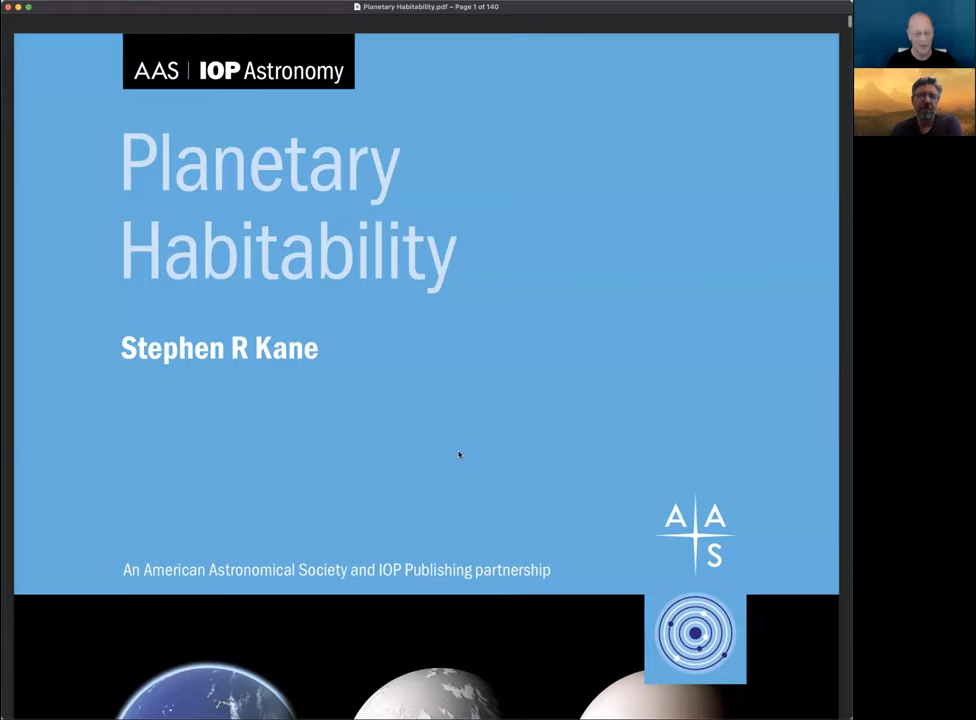 Planetary Habitability.pdf – Page 1 of 140
AAS | IOP Astronomy
Planetary
Habitability
Stephen R Kane
A A
S
An American Astronomical Society and IOP Publishing partnership